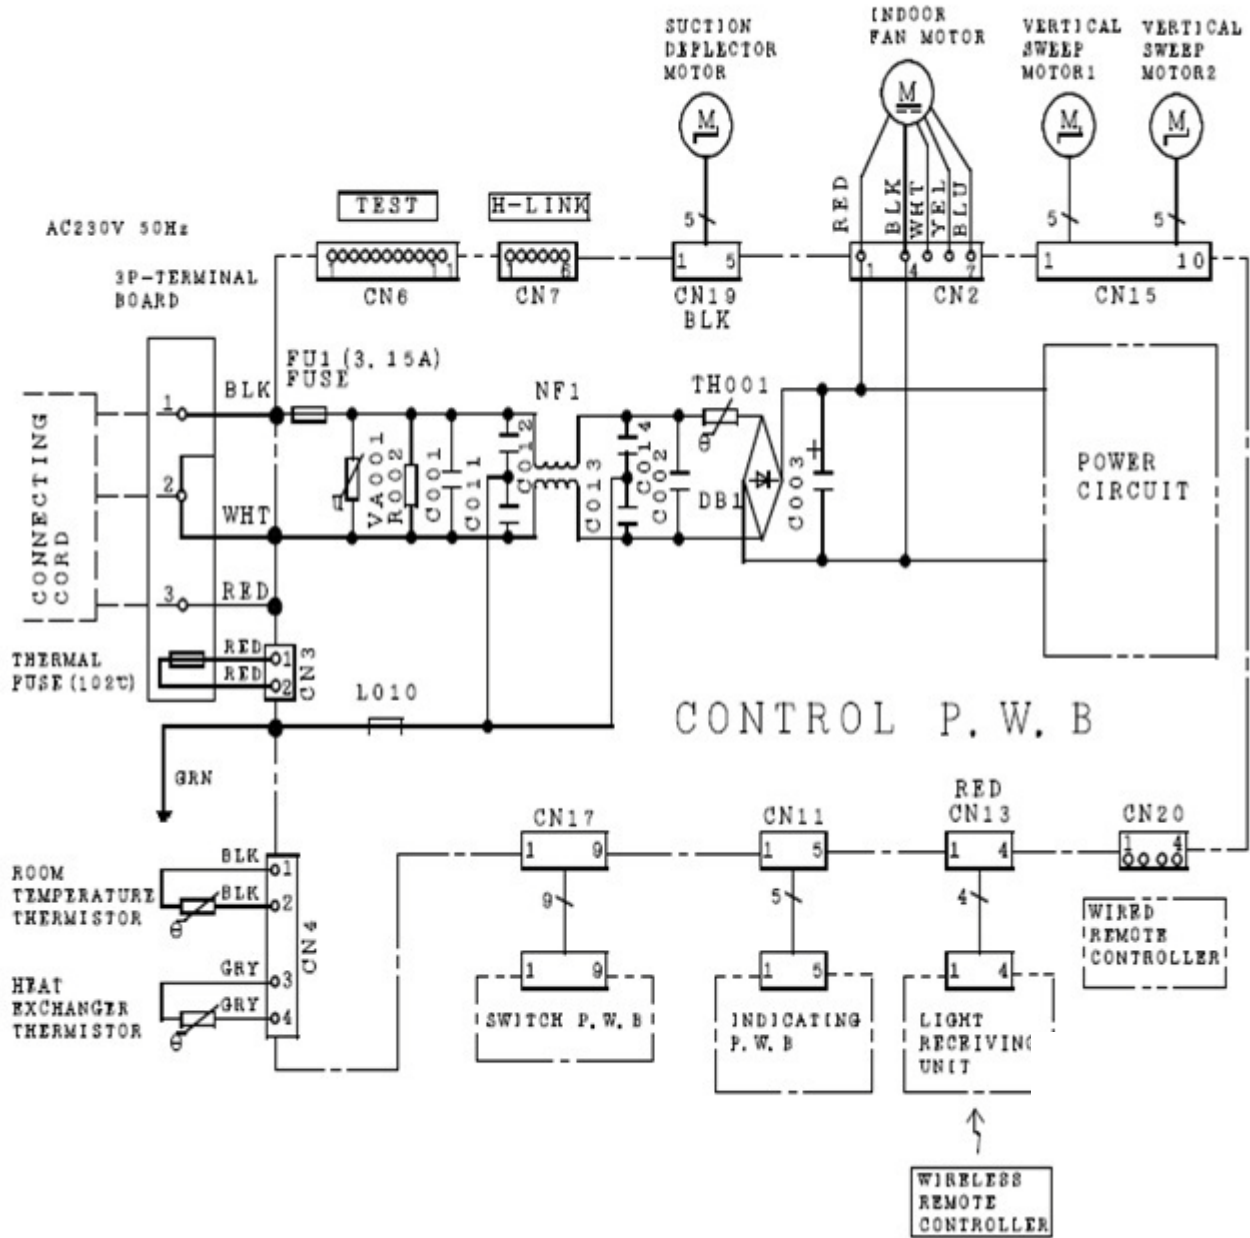 SUCTION
DEPLECTOR
MOTOR
INDOOR
FAN MOTOR
VERTICAL
SWEEP
MOTOR1
VERTICAL
SWEEP
MOTOR2
M
M
M
M
RED
BLK
WHT
YEL
BLU
5
5
5
TEST
H-LINK
AC230V 50Hz
1 11
CN6
1 6
CN7
1 5
CN19
BLK
1 4 7
CN2
1 10
CN15
3P-TERMINAL
BOARD
FU1 (3.15A)
FUSE
BLK
NF1
TH001
θ
1
2
3
CONNECTING
CORD
WHT
RED
VA001
R002
C001
C011
C012
C013
C014
C002
DB1
C003
+
POWER
CIRCUIT
THERMAL
FUSE (102℃)
RED
RED
1
2
CN3
L010
CONTROL P.W.B
GRN
ROOM
TEMPERATURE
THERMISTOR
BLK
BLK
θ
1
2
HEAT
EXCHANGER
THERMISTOR
GRY
GRY
θ
3
4
CN4
CN17
1 9
9
1 9
SWITCH P.W.B
CN11
1 5
5
1 5
INDICATING
P.W.B
RED
CN13
1 4
4
1 4
LIGHT
RECEIVING
UNIT
CN20
1 4
WIRED
REMOTE
CONTROLLER
WIRELESS
REMOTE
CONTROLLER